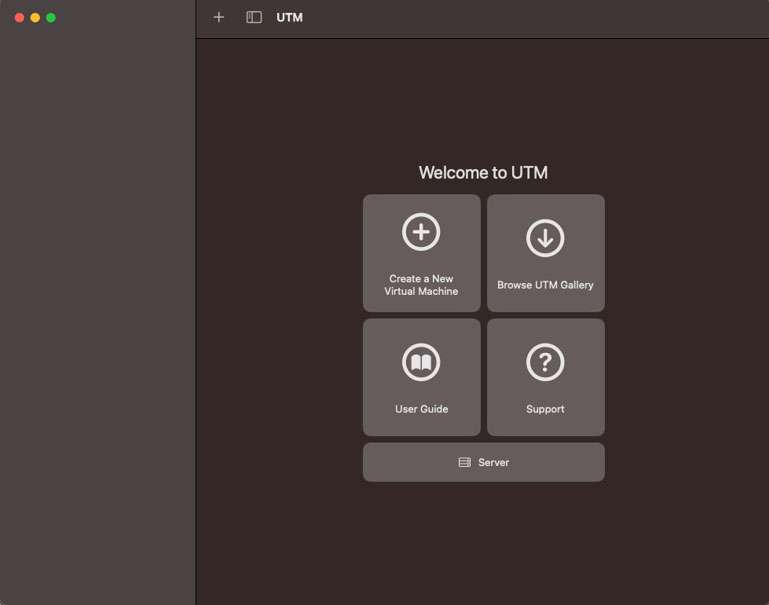 UTM
Welcome to UTM
Create a New
Virtual Machine
Browse UTM Gallery
User Guide
Support
Server